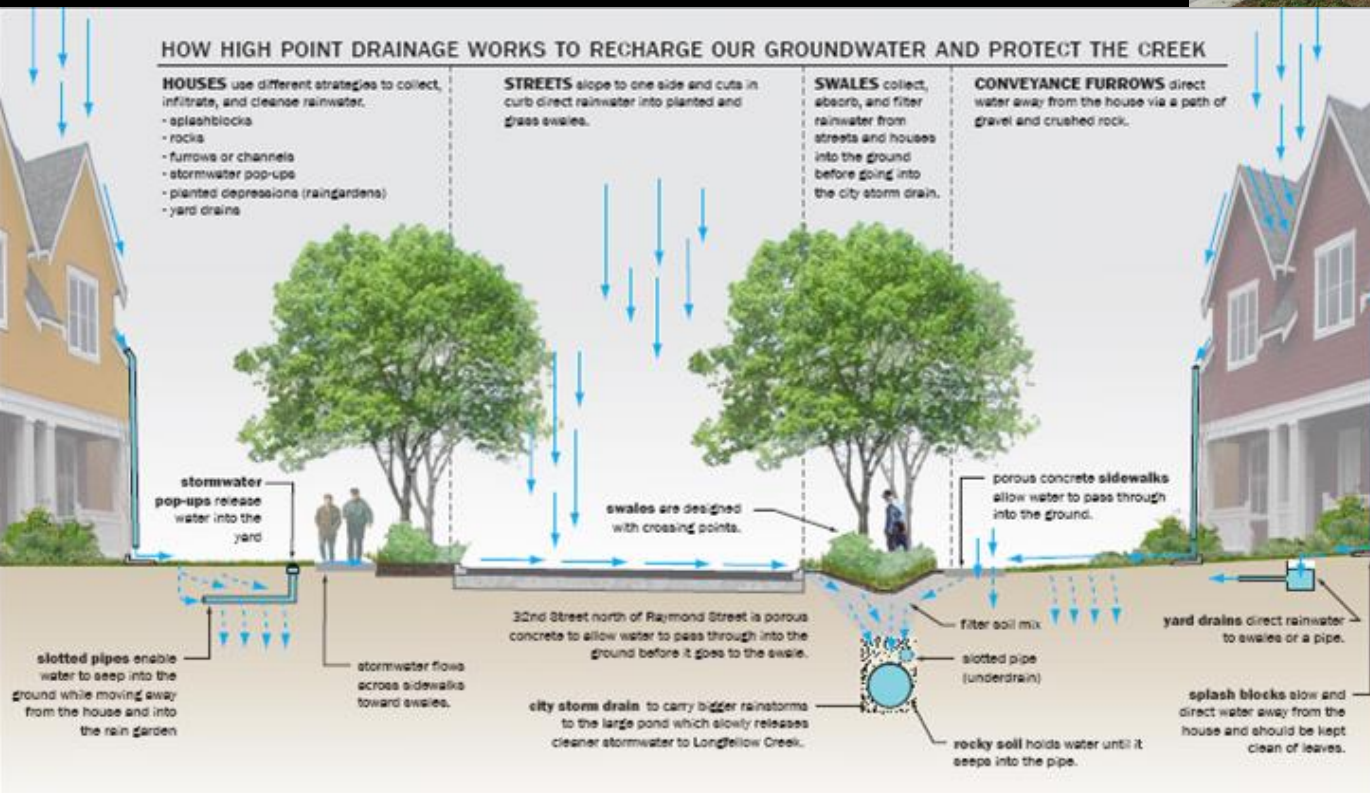 HOW HIGH POINT DRAINAGE WORKS TO RECHARGE OUR GROUNDWATER AND PROTECT THE CREEK
HOUSES use different strategies to collect,
infiltrate, and cleanse rainwater.
- splashblocks
- rocks
- furrows or channels
- stormwater pop-ups
- planted depressions (raingardens)
- yard drains
STREETS slope to one side and cuts in
curb direct rainwater into planted and
grass swales.
SWALES collect,
absorb, and filter
rainwater from
streets and houses
into the ground
before going into
the city storm drain.
CONVEYANCE FURROWS direct
water away from the house via a path of
gravel and crushed rock.
stormwater
pop-ups release
water into the
yard
swales are designed
with crossing points.
porous concrete sidewalks
allow water to pass through
into the ground.
slotted pipes enable
water to seep into the
ground while moving away
from the house and into
the rain garden
stormwater flows
across sidewalks
toward swales.
32nd Street north of Raymond Street is porous
concrete to allow water to pass through into the
ground before it goes to the swale.
city storm drain to carry bigger rainstorms
to the large pond which slowly releases
cleaner stormwater to Longfellow Creek.
filter soil mix
slotted pipe
(underdrain)
rocky soil holds water until it
seeps into the pipe.
yard drains direct rainwater
to swales or a pipe.
splash blocks slow and
direct water away from the
house and should be kept
clean of leaves.